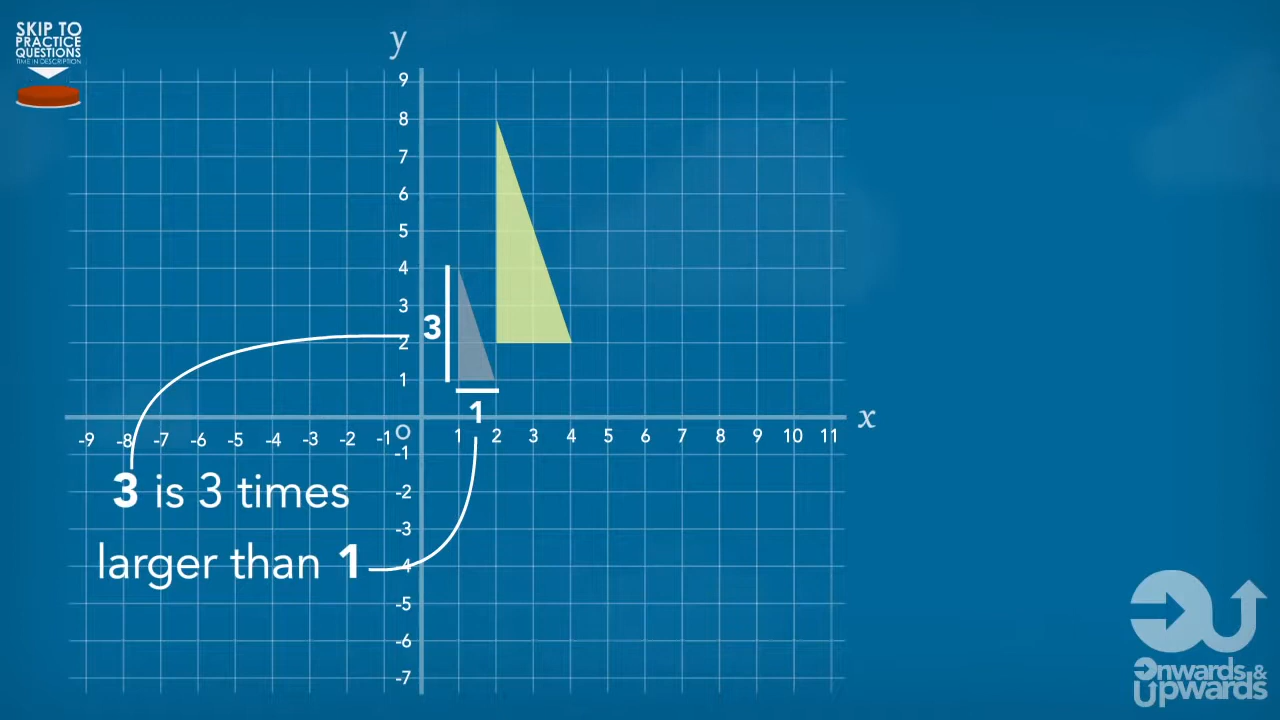 SKIP TO
PRACTICE
QUESTIONS
TIME IN DESCRIPTION
y
9
8
7
6
5
4
3
2
1
3
1
x
-9 -8 -7 -6 -5 -4 -3 -2 -1 O 1 2 3 4 5 6 7 8 9 10 11
-1
-2
-3
-4
-5
-6
-7
3 is 3 times
larger than 1
Onwards&
Upwards